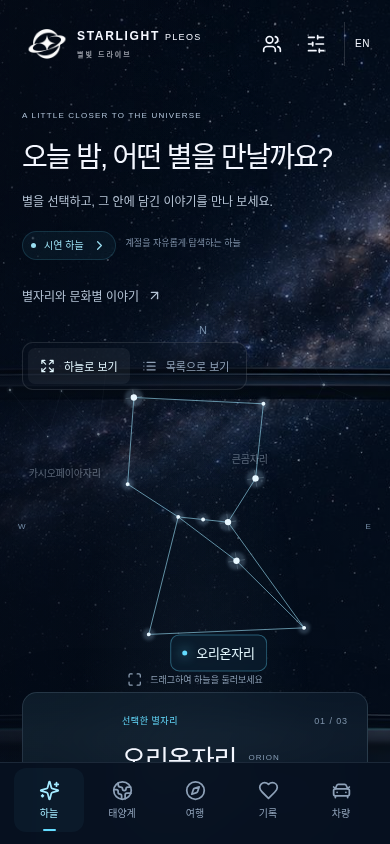 STARLIGHT PLEOS
별빛 드라이브
EN
A LITTLE CLOSER TO THE UNIVERSE
오늘 밤, 어떤 별을 만날까요?
별을 선택하고, 그 안에 담긴 이야기를 만나 보세요.
시연 하늘
계절을 자유롭게 탐색하는 하늘
별자리와 문화별 이야기
N
하늘로 보기
목록으로 보기
큰곰자리
카시오페이아자리
W
E
오리온자리
드래그하여 하늘을 둘러보세요
선택한 별자리
01 / 03
오리온자리 ORION
하늘
태양계
여행
기록
차량